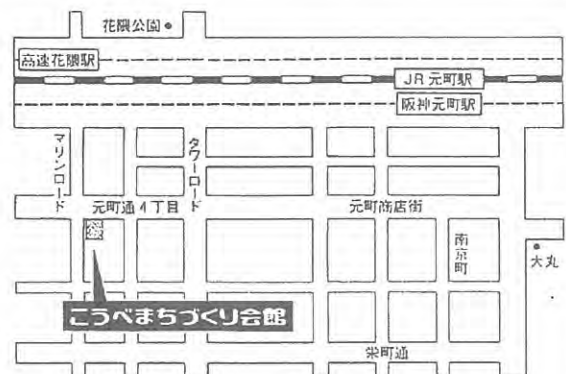 花隈公園
高速花隈駅
JR 元町駅
阪神元町駅
マリンロード
タワーロード
元町通4丁目
元町商店街
南京町
大丸
こうべまちづくり会館
栄町通